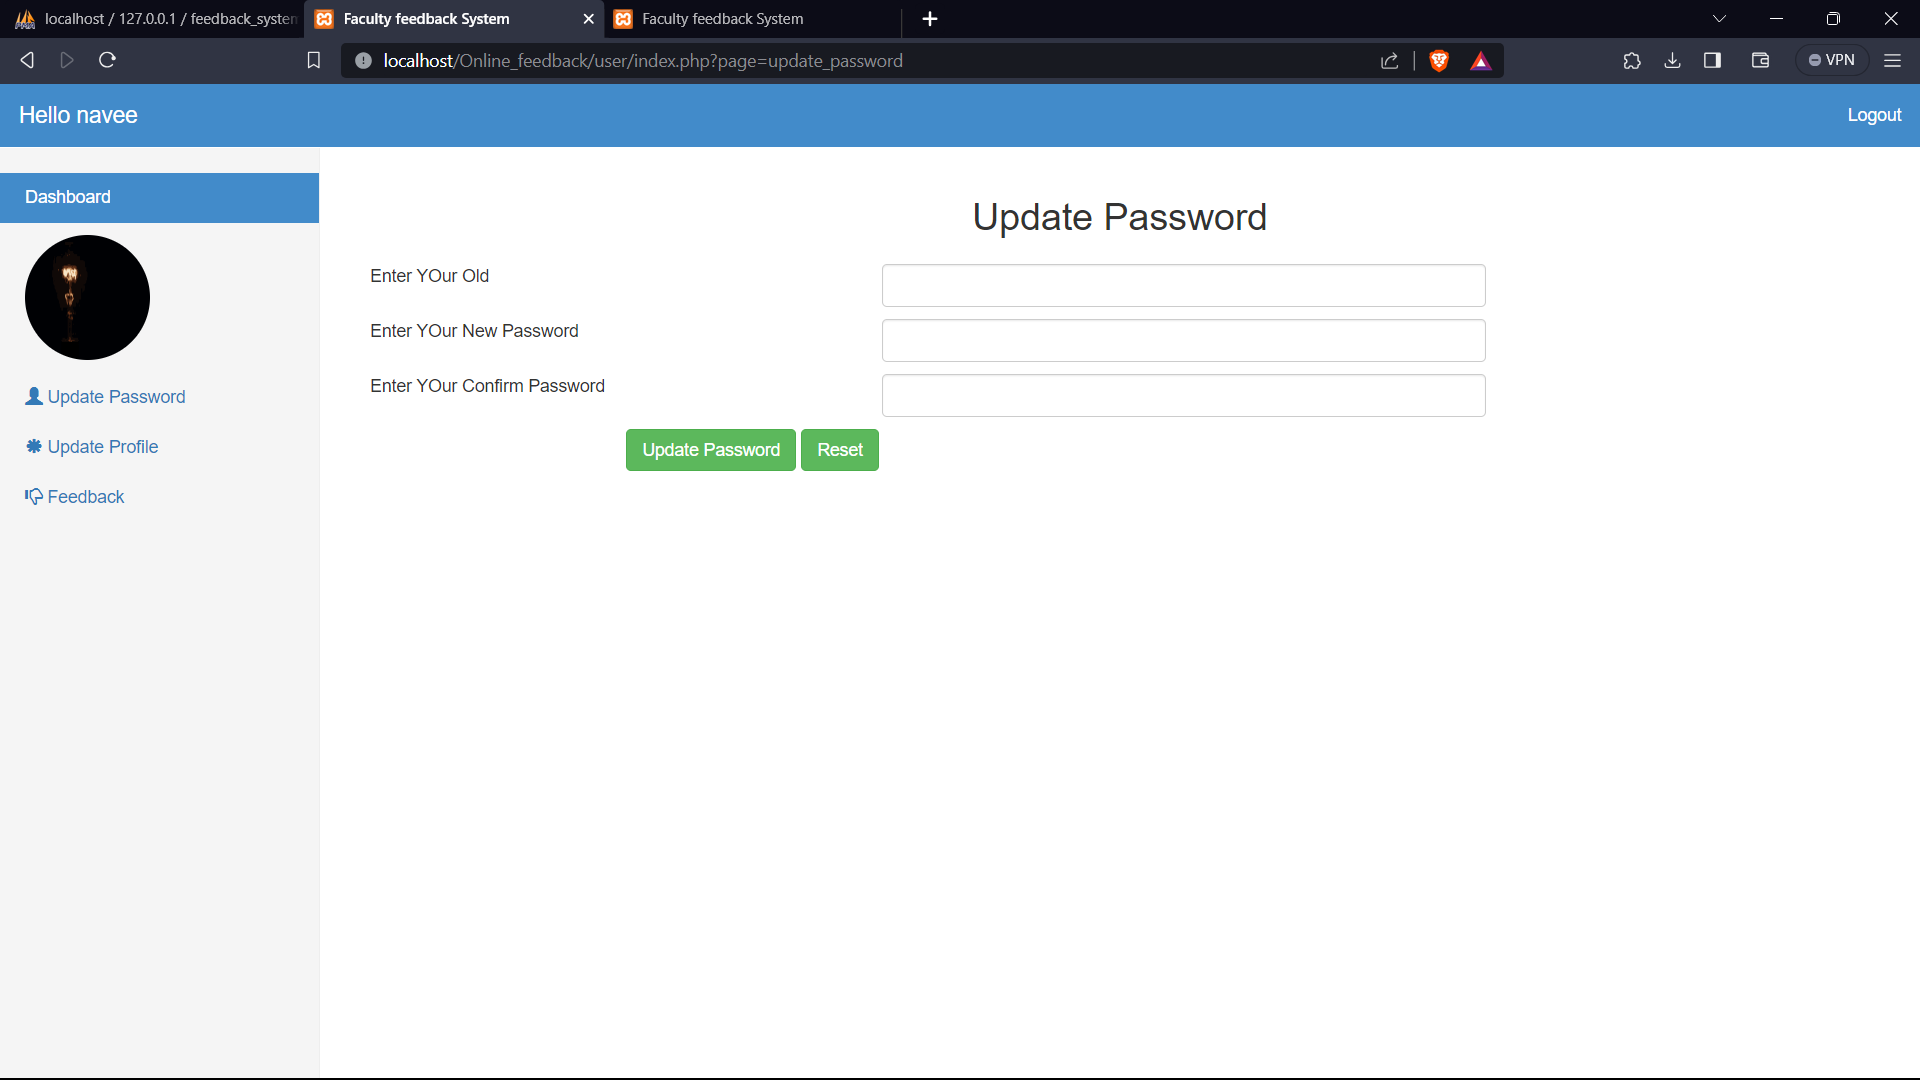 localhost / 127.0.0.1 / feedback_system
Faculty feedback System
Faculty feedback System
localhost/Online_feedback/user/index.php?page=update_password
VPN
Hello navee
Logout
Dashboard
Update Password
Update Profile
Feedback
Update Password
Enter YOur Old
Enter YOur New Password
Enter YOur Confirm Password
Update Password
Reset